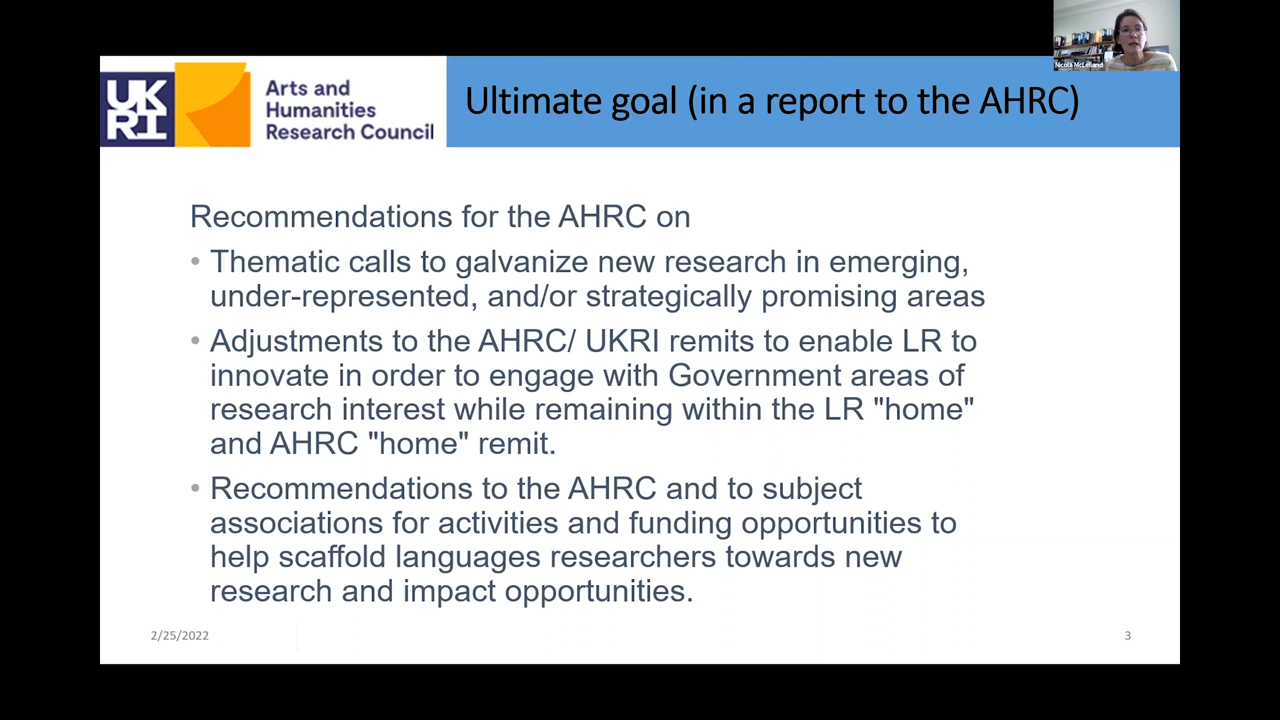 Nicola McLelland
UK
RI
Arts and
Humanities
Research Council
Ultimate goal (in a report to the AHRC)
Recommendations for the AHRC on
• Thematic calls to galvanize new research in emerging,
under-represented, and/or strategically promising areas
• Adjustments to the AHRC/ UKRI remits to enable LR to
innovate in order to engage with Government areas of
research interest while remaining within the LR "home"
and AHRC "home" remit.
• Recommendations to the AHRC and to subject
associations for activities and funding opportunities to
help scaffold languages researchers towards new
research and impact opportunities.
2/25/2022
3